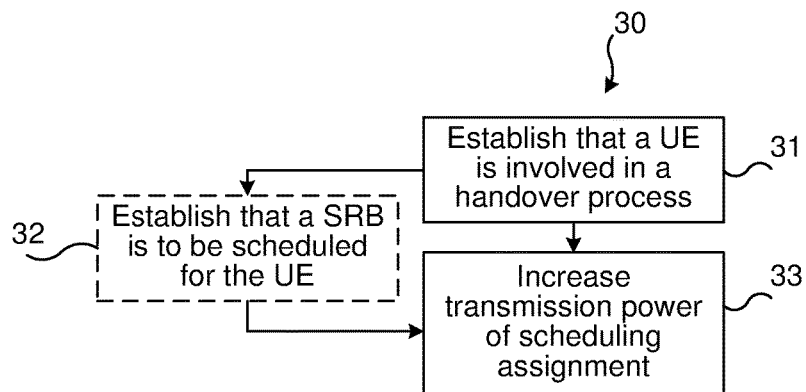 30
Establish that a UE
is involved in a
handover process
31
32
Establish that a SRB
is to be scheduled
for the UE
Increase
transmission power
of scheduling
assignment
33